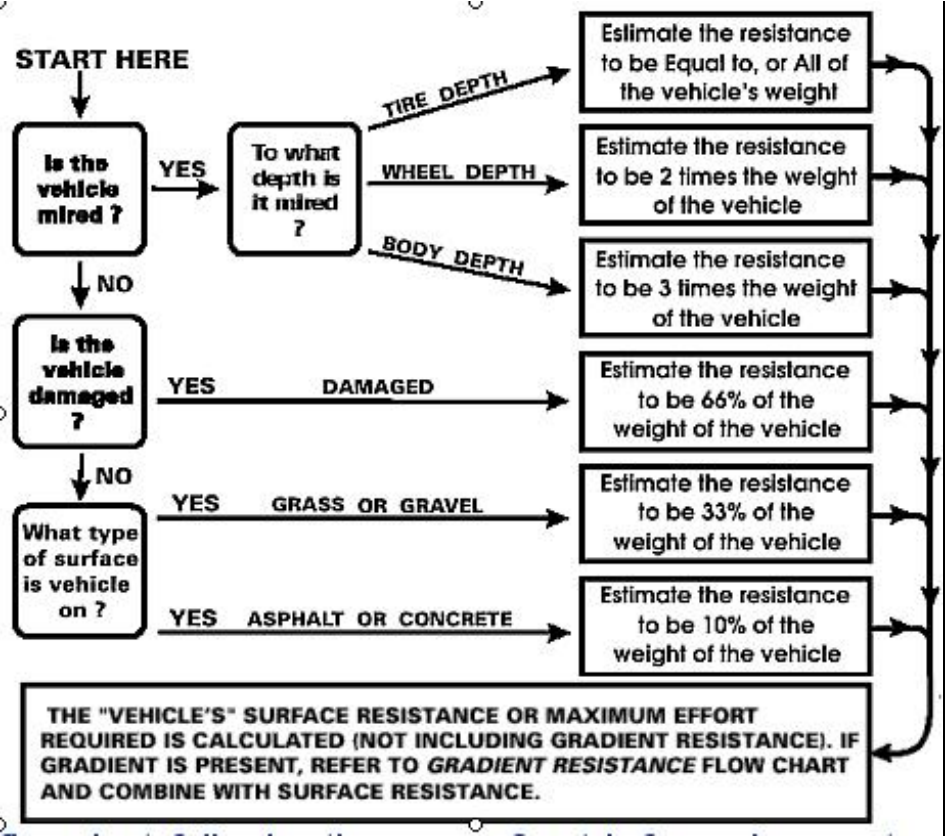 START HERE
Is the
vehicle
mired ?
YES
To what
depth is
it mired
?
TIRE DEPTH
Estimate the resistance
to be Equal to, or All of
the vehicle's weight
WHEEL DEPTH
Estimate the resistance
to be 2 times the weight
of the vehicle
BODY DEPTH
Estimate the resistance
to be 3 times the weight
of the vehicle
NO
Is the
vehicle
damaged
?
YES
DAMAGED
Estimate the resistance
to be 66% of the
weight of the vehicle
NO
What type
of surface
is vehicle
on ?
YES
GRASS OR GRAVEL
Estimate the resistance
to be 33% of the
weight of the vehicle
YES
ASPHALT OR CONCRETE
Estimate the resistance
to be 10% of the
weight of the vehicle
THE "VEHICLE'S" SURFACE RESISTANCE OR MAXIMUM EFFORT
REQUIRED IS CALCULATED (NOT INCLUDING GRADIENT RESISTANCE). IF
GRADIENT IS PRESENT, REFER TO GRADIENT RESISTANCE FLOW CHART
AND COMBINE WITH SURFACE RESISTANCE.